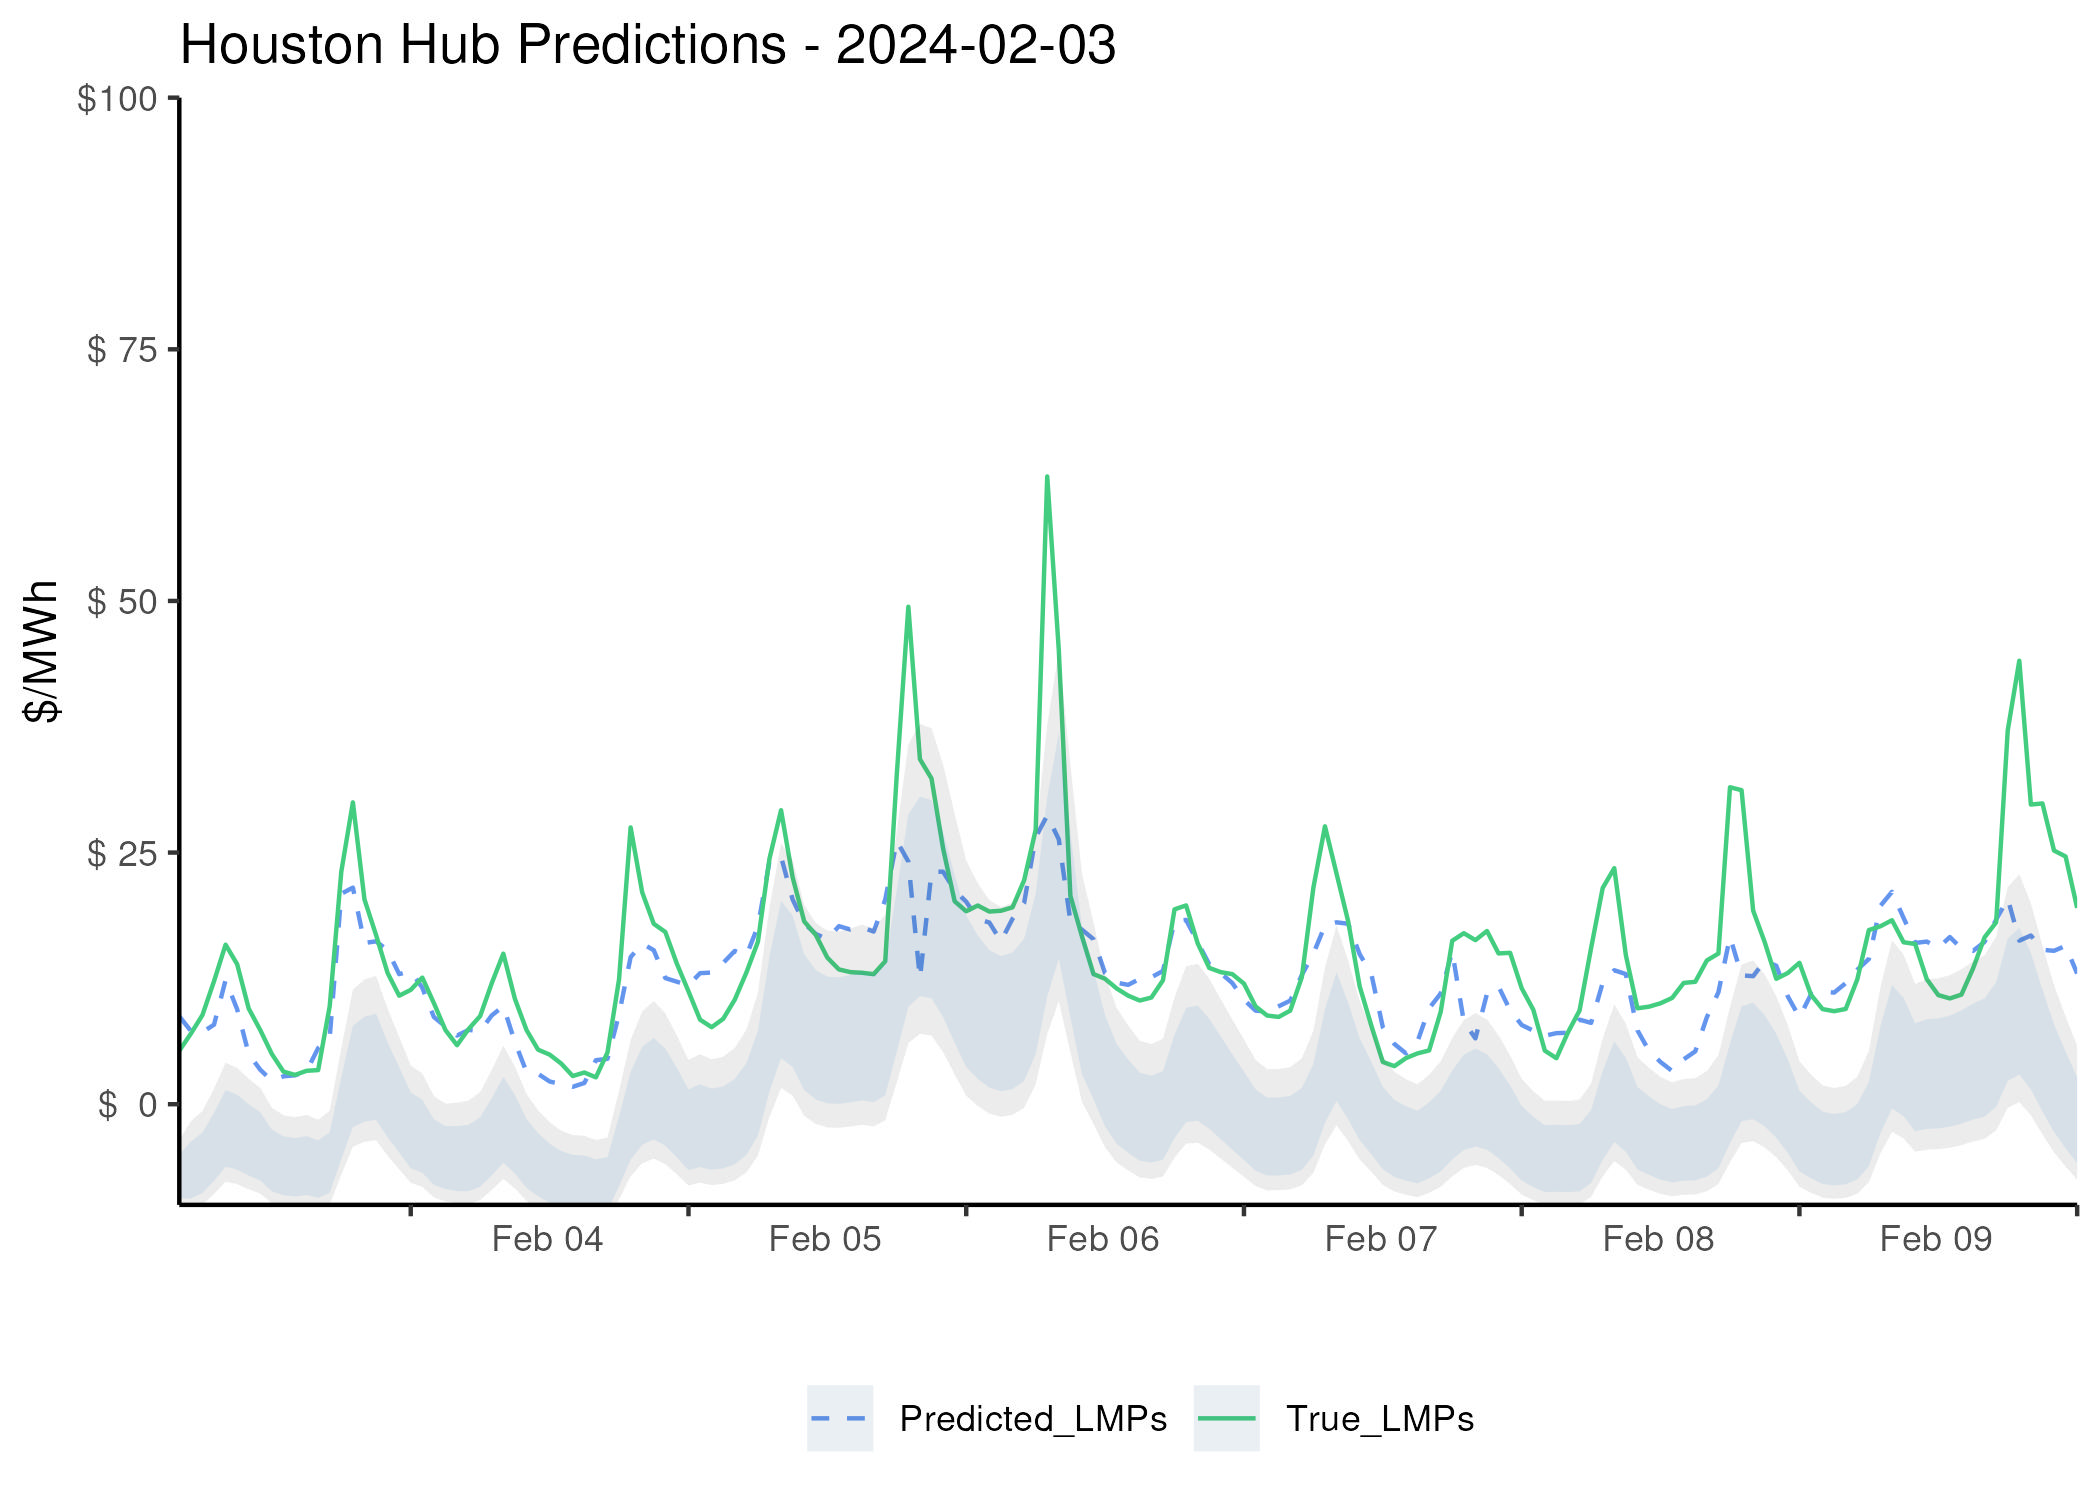 Houston Hub Predictions - 2024-02-03
$100
$ 75
$ 50
$ 25
$ 0
$/MWh
Feb 04 Feb 05 Feb 06 Feb 07 Feb 08 Feb 09
Predicted_LMPs True_LMPs